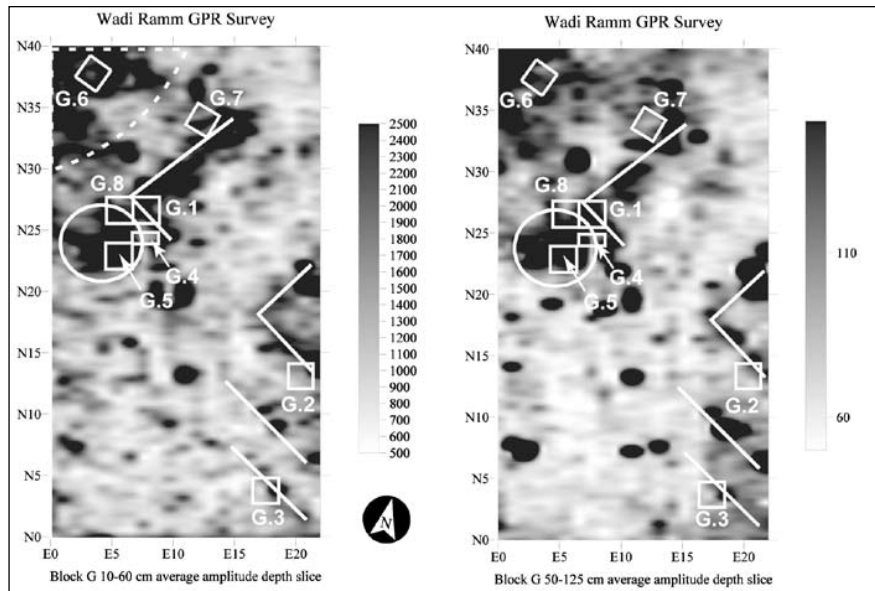 Wadi Ramm GPR Survey
N40
N35
N30
N25
N20
N15
N10
N5
N0
E0 E5 E10 E15 E20
G.6
G.7
G.8
G.1
G.4
G.5
G.2
G.3
2500
2400
2300
2200
2100
2000
1900
1800
1700
1600
1500
1400
1300
1200
1100
1000
900
800
700
600
500
N
Block G 10-60 cm average amplitude depth slice
Wadi Ramm GPR Survey
N40
N35
N30
N25
N20
N15
N10
N5
N0
E0 E5 E10 E15 E20
G.6
G.7
G.8
G.1
G.4
G.5
G.2
G.3
110
60
Block G 50-125 cm average amplitude depth slice